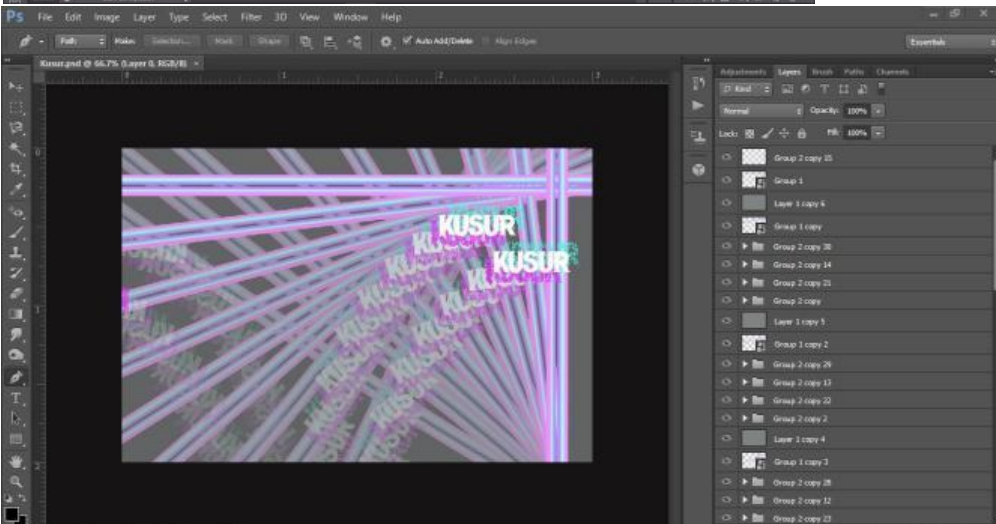 Ps File Edit Image Layer Type Select Filter 3D View Window Help
Path Make: Selection... Mask Shape Auto Add/Delete Align Edges Essentials
Kusur.psd @ 66.7% (Layer 0, RGB/8) ×
Adjustments Layers Brush Paths Channels
Kind
Normal Opacity: 100%
Lock: Fill: 100%
Group 2 copy 15
Group 1
Layer 1 copy 6
Group 1 copy
Group 2 copy 30
Group 2 copy 14
Group 2 copy 21
Group 2 copy
Layer 1 copy 5
Group 1 copy 2
Group 2 copy 29
Group 2 copy 13
Group 2 copy 22
Group 2 copy 2
Layer 1 copy 4
Group 1 copy 3
Group 2 copy 28
Group 2 copy 12
Group 2 copy 23
KUSUR
KUSUR
KUSUR
KUSUR
KUSUR
KUSUR
KUSUR